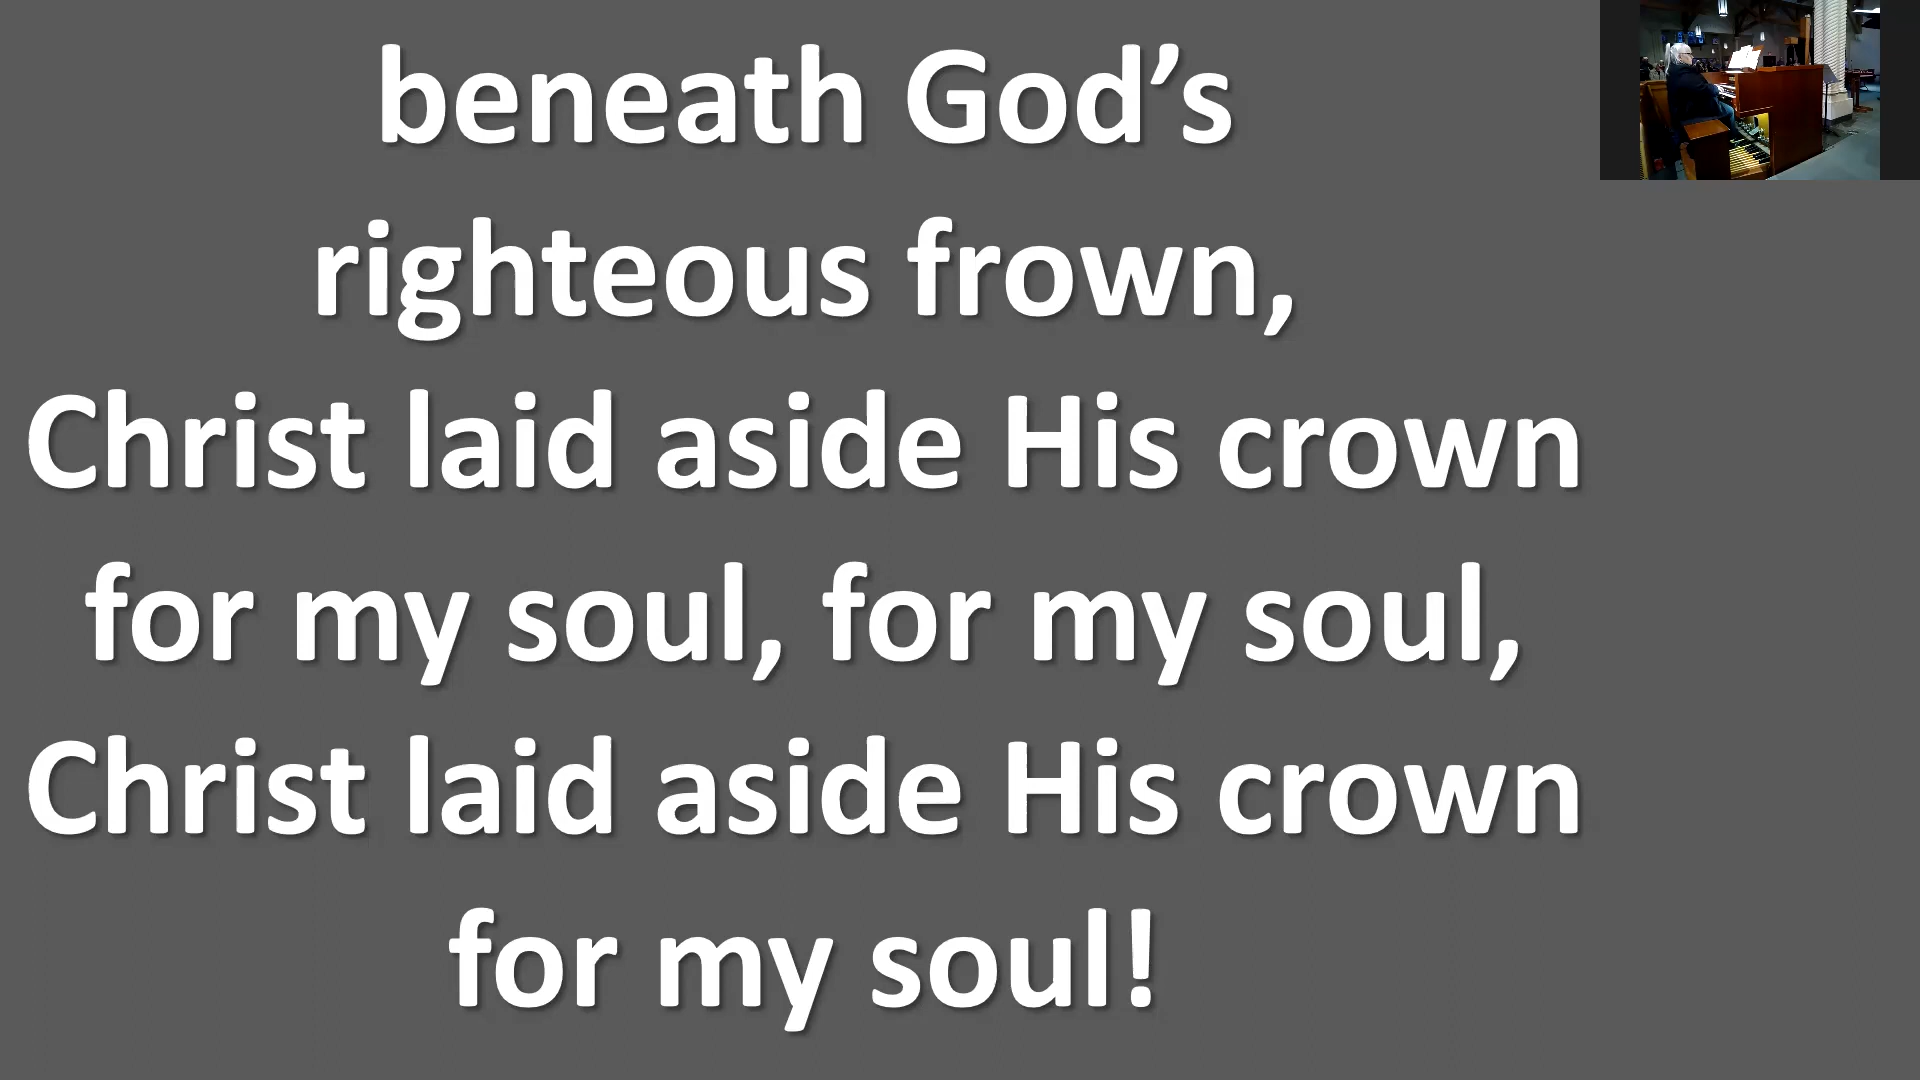 beneath God’s
righteous frown,
Christ laid aside His crown
for my soul, for my soul,
Christ laid aside His crown
for my soul!